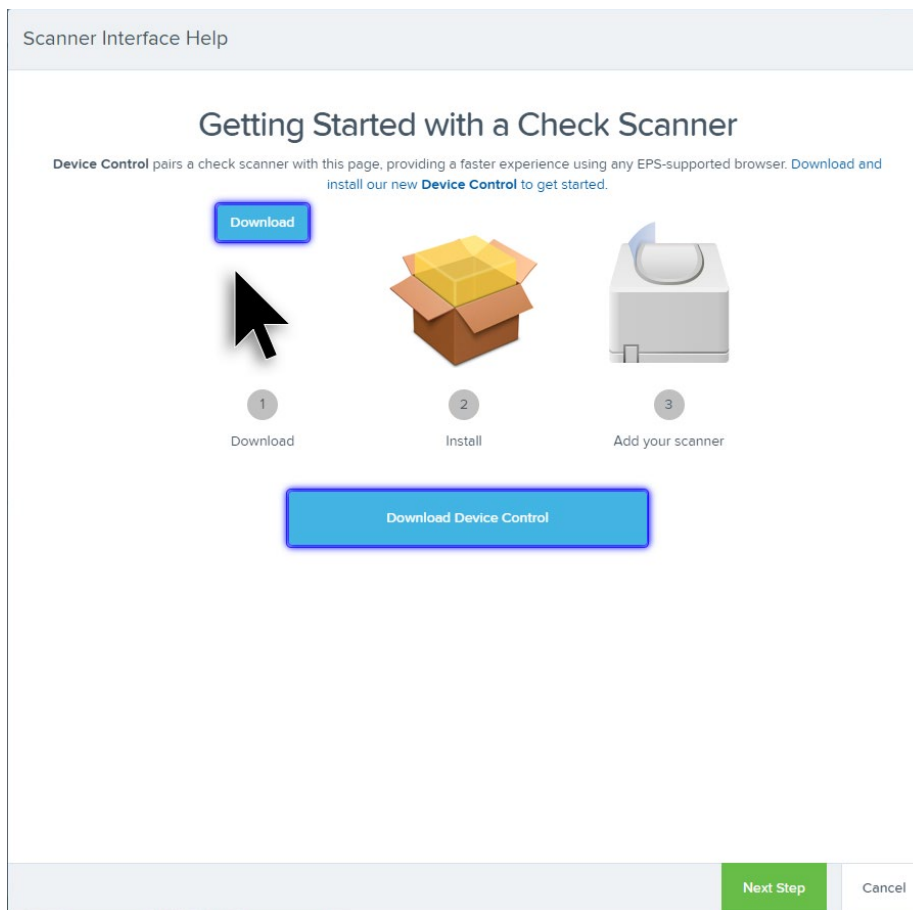 Scanner Interface Help
Getting Started with a Check Scanner
Device Control pairs a check scanner with this page, providing a faster experience using any EPS-supported browser. Download and
install our new Device Control to get started.
Download
1
2
3
Download
Install
Add your scanner
Download Device Control
Next Step
Cancel